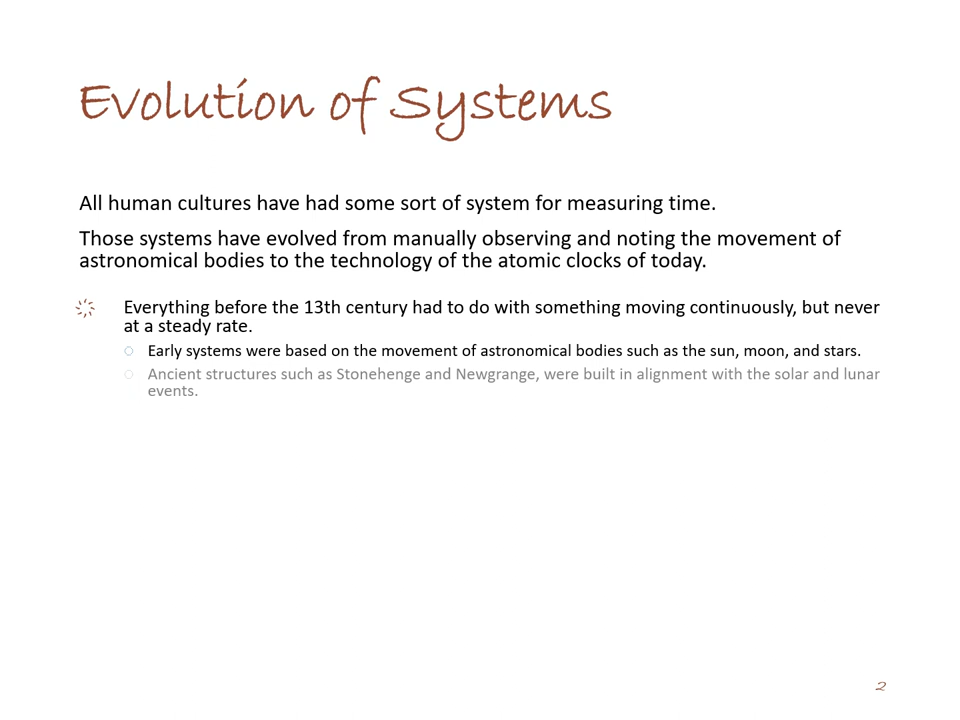 Evolution of Systems
All human cultures have had some sort of system for measuring time.
Those systems have evolved from manually observing and noting the movement of
astronomical bodies to the technology of the atomic clocks of today.
Everything before the 13th century had to do with something moving continuously, but never
at a steady rate.
Early systems were based on the movement of astronomical bodies such as the sun, moon, and stars.
Ancient structures such as Stonehenge and Newgrange, were built in alignment with the solar and lunar
events.
2